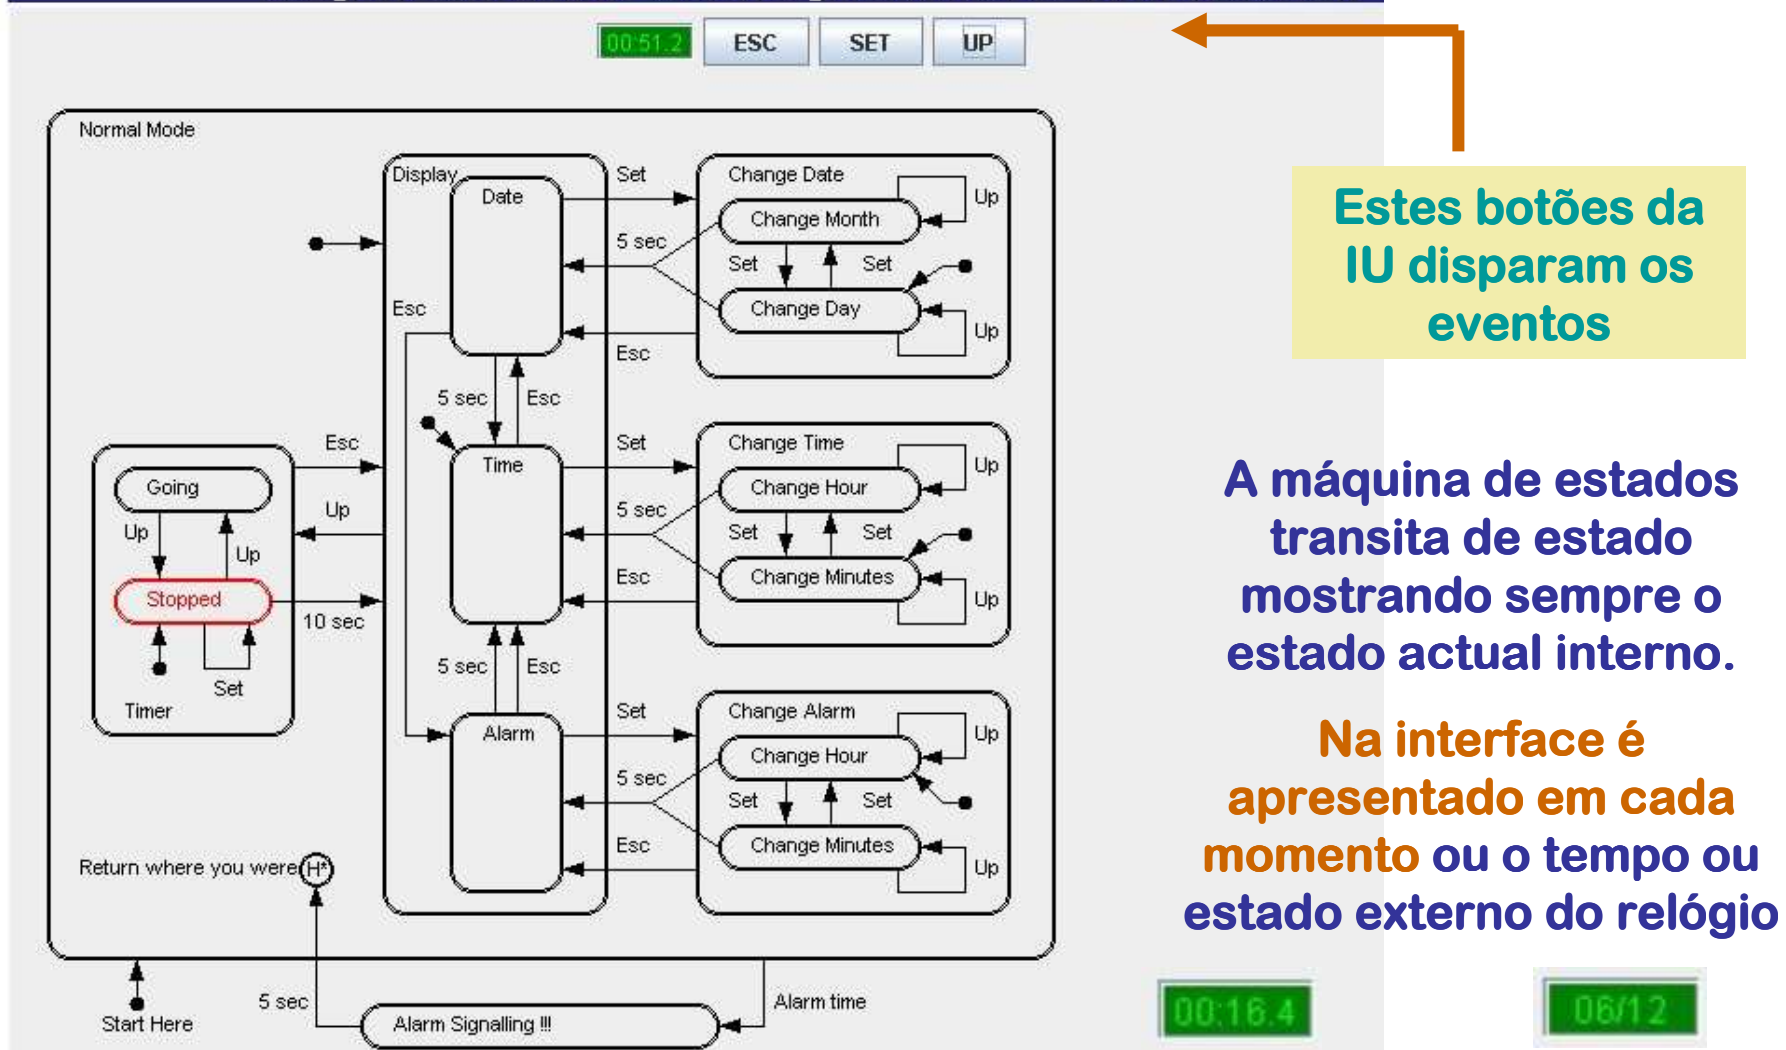 00:51.2 ESC SET UP
Normal Mode
Display
Date
Set
Change Date
Change Month
Up
5 sec
Set
Set
Change Day
Up
Esc
Esc
5 sec
Esc
Time
Set
Change Time
Change Hour
Up
5 sec
Set
Set
Change Minutes
Up
Esc
Esc
Up
Going
Up
Up
Stopped
10 sec
Set
Timer
5 sec
Esc
Alarm
Set
Change Alarm
Change Hour
Up
5 sec
Set
Set
Change Minutes
Up
Esc
Return where you were
H*
5 sec
Start Here
Alarm Signalling !!!
Alarm time
Estes botões da
IU disparam os
eventos
A máquina de estados
transita de estado
mostrando sempre o
estado actual interno.
Na interface é
apresentado em cada
momento ou o tempo ou
estado externo do relógio
00:16.4
06/12